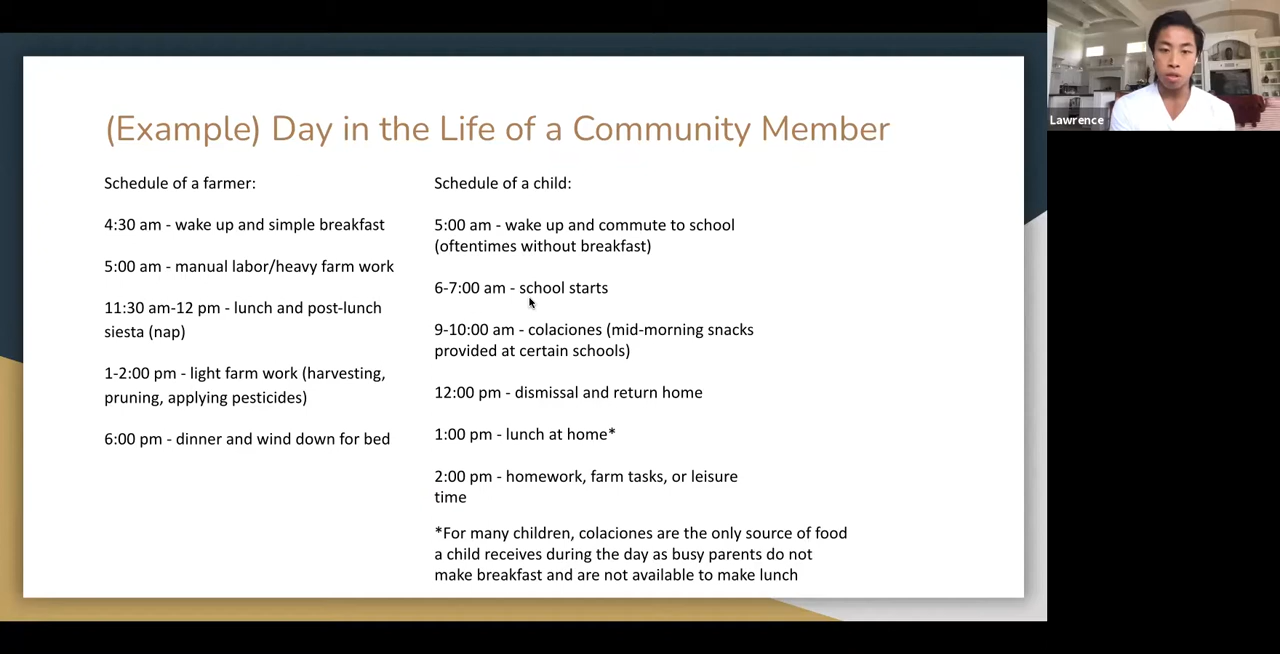 (Example) Day in the Life of a Community Member
Schedule of a farmer:
4:30 am - wake up and simple breakfast
5:00 am - manual labor/heavy farm work
11:30 am-12 pm - lunch and post-lunch
siesta (nap)
1-2:00 pm - light farm work (harvesting,
pruning, applying pesticides)
6:00 pm - dinner and wind down for bed
Schedule of a child:
5:00 am - wake up and commute to school
(oftentimes without breakfast)
6-7:00 am - school starts
9-10:00 am - colaciones (mid-morning snacks
provided at certain schools)
12:00 pm - dismissal and return home
1:00 pm - lunch at home*
2:00 pm - homework, farm tasks, or leisure
time
*For many children, colaciones are the only source of food
a child receives during the day as busy parents do not
make breakfast and are not available to make lunch
Lawrence